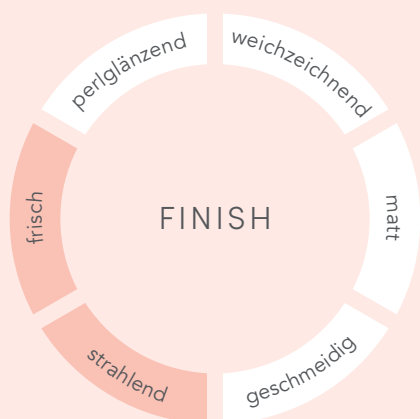 perlglänzend
weichzeichnend
frisch
FINISH
matt
strahlend
geschmeidig